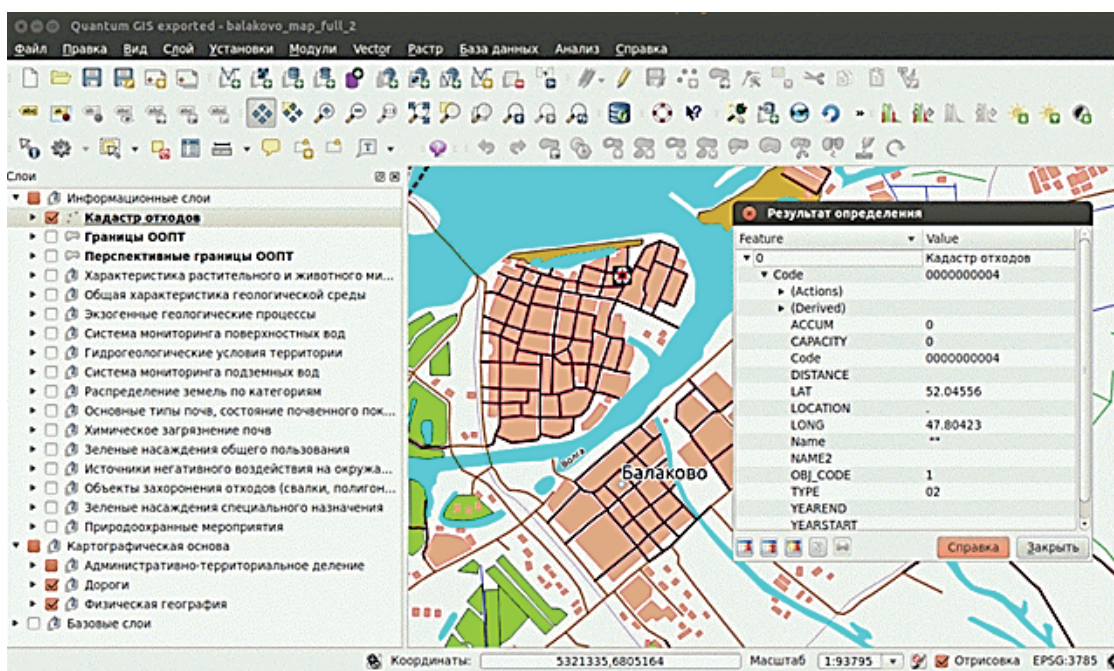 Quantum GIS exported - balakovo_map_full_2
Файл Правка Вид Слой Установки Модули Vector Растр База данных Анализ Справка
Слои
Информационные слои
Кадастр отходов
Границы ООПТ
Перспективные границы ООПТ
Характеристика растительного и животного ми...
Общая характеристика геологической среды
Экзогенные геологические процессы
Система мониторинга поверхностных вод
Гидрогеологические условия территории
Система мониторинга подземных вод
Распределение земель по категориям
Основные типы почв, состояние почвенного пок...
Химическое загрязнение почв
Зеленые насаждения общего пользования
Источники негативного воздействия на окружа...
Объекты захоронения отходов (свалки, полигон...
Зеленые насаждения специального назначения
Природоохранные мероприятия
Картографическая основа
Административно-территориальное деление
Дороги
Физическая география
Базовые слои
Волга
Балаково
Результат определения
Feature Value
0 Кадастр отходов
Code 0000000004
(Actions)
(Derived)
ACCUM 0
CAPACITY 0
Code 0000000004
DISTANCE
LAT 52.04556
LOCATION .
LONG 47.80423
Name ""
NAME2
OBJ_CODE 1
TYPE 02
YEAREND
YEARSTART
Справка Закрыть
Координаты: 5321335,6805164 Масштаб 1:93795 Отрисовка EPSG:3785